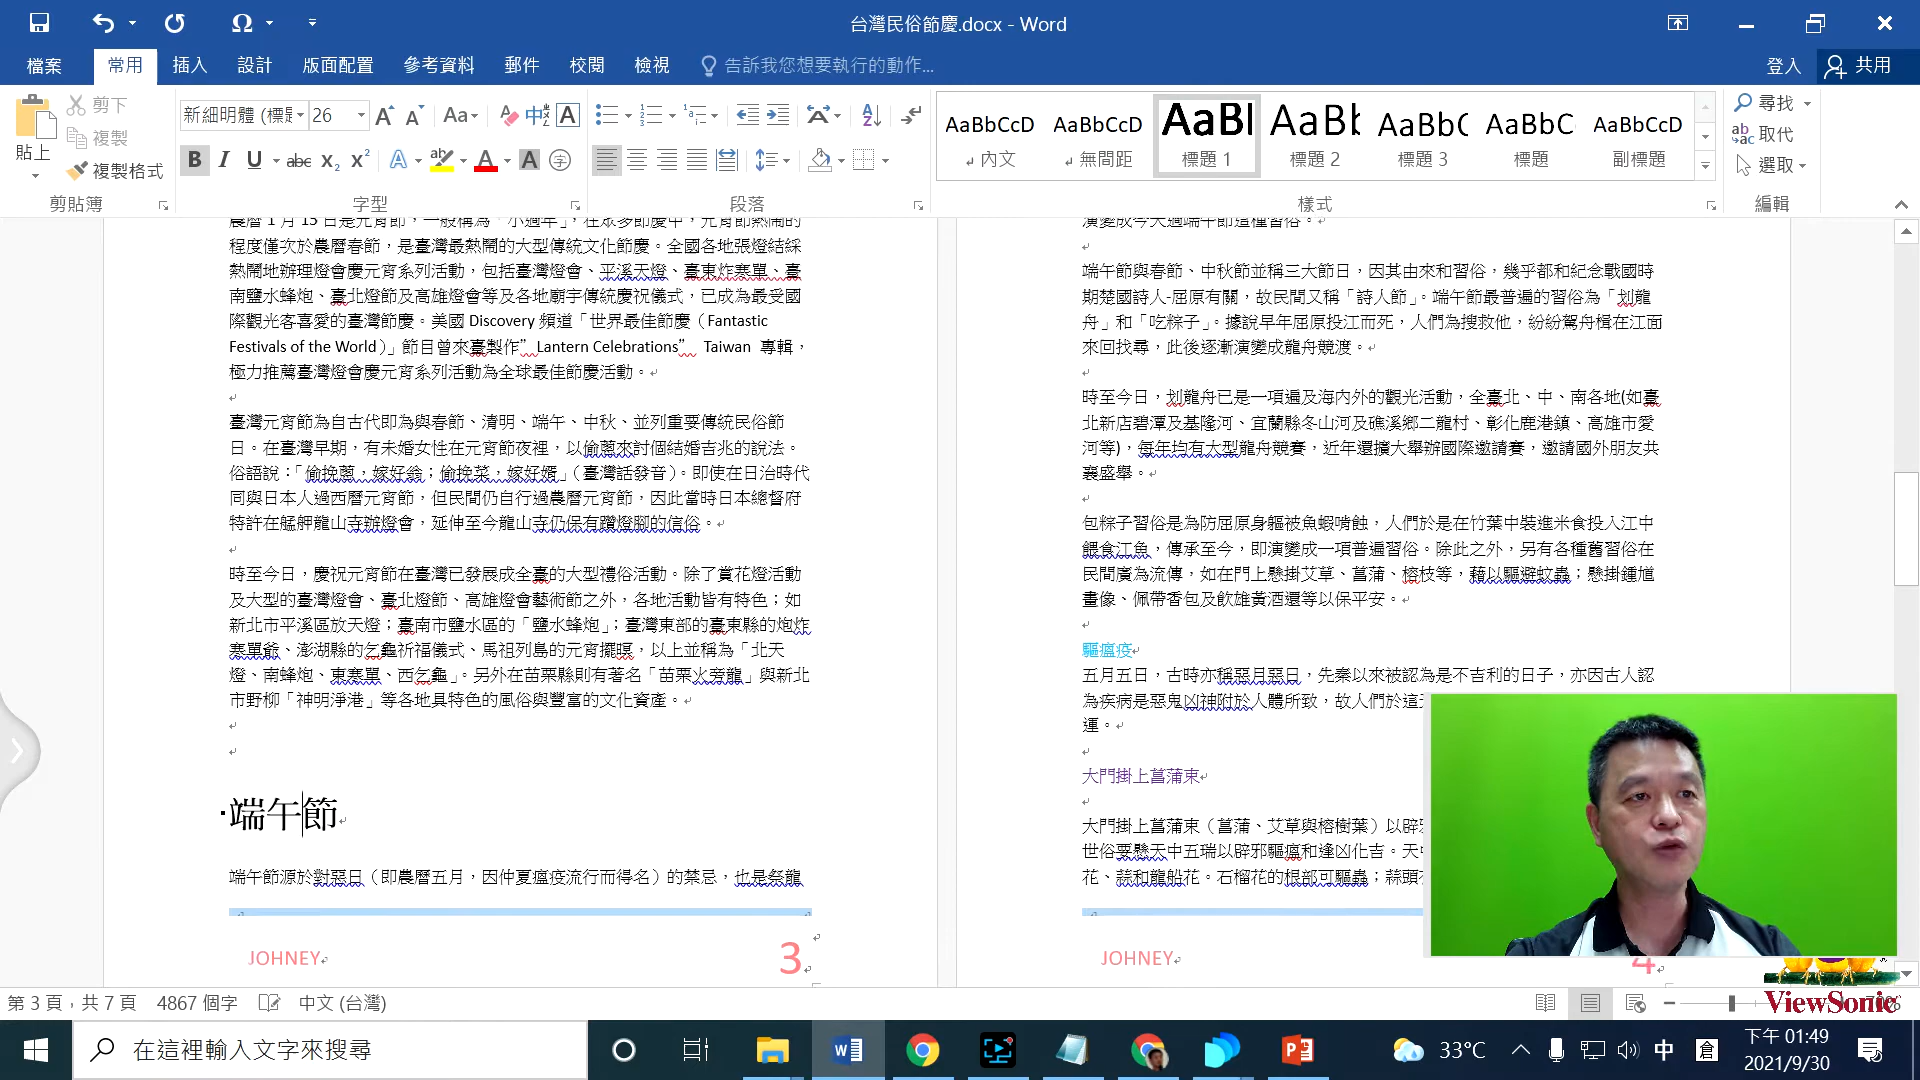 台灣民俗節慶.docx - Word
檔案 常用 插入 設計 版面配置 參考資料 郵件 校閱 檢視 告訴我您想要執行的動作... 登入 共用
貼上 剪下 複製 複製格式
新細明體 (標題 26
AaBbCcD AaBbCcD AaBl AaBb AaBbC AaBbC AaBbCcD
內文 無間距 標題 1 標題 2 標題 3 標題 副標題
尋找 取代 選取
剪貼簿 字型 段落 樣式 編輯
農曆 1 月 15 日是元宵節，一般稱為「小過年」，在眾多節慶中，元宵節熱鬧的
程度僅次於農曆春節，是臺灣最熱鬧的大型傳統文化節慶。全國各地張燈結綵
熱鬧地辦理燈會慶元宵系列活動，包括臺灣燈會、平溪天燈、臺東炸寒單、臺
南鹽水蜂炮、臺北燈節及高雄燈會等及各地廟宇傳統慶祝儀式，已成為最受國
際觀光客喜愛的臺灣節慶。美國 Discovery 頻道「世界最佳節慶（Fantastic
Festivals of the World）」節目曾來臺製作” Lantern Celebrations” Taiwan 專輯，
極力推薦臺灣燈會慶元宵系列活動為全球最佳節慶活動。
臺灣元宵節為自古代即為與春節、清明、端午、中秋、並列重要傳統民俗節
日。在臺灣早期，有未婚女性在元宵節夜裡，以偷蔥來討個結婚吉兆的說法。
俗語說：「偷挽蔥，嫁好翁；偷挽菜，嫁好婿」（臺灣話發音）。即使在日治時代
同與日本人過西曆元宵節，但民間仍自行過農曆元宵節，因此當時日本總督府
特許在艋舺龍山寺辦燈會，延伸至今龍山寺仍保有躦燈腳的信俗。
時至今日，慶祝元宵節在臺灣已發展成全臺的大型禮俗活動。除了賞花燈活動
及大型的臺灣燈會、臺北燈節、高雄燈會藝術節之外，各地活動皆有特色；如
新北市平溪區放天燈；臺南市鹽水區的「鹽水蜂炮」；臺灣東部的臺東縣的炮炸
寒單爺、澎湖縣的乞龜祈福儀式、馬祖列島的元宵擺暝，以上並稱為「北天
燈、南蜂炮、東寒單、西乞龜」。另外在苗栗縣則有著名「苗栗火旁龍」與新北
市野柳「神明淨港」等各地具特色的風俗與豐富的文化資產。
端午節
端午節源於對惡日（即農曆五月，因仲夏瘟疫流行而得名）的禁忌，也是祭龍
JOHNEY 3
演變成今天過端午節這種習俗。
端午節與春節、中秋節並稱三大節日，因其由來和習俗，幾乎都和紀念戰國時
期楚國詩人-屈原有關，故民間又稱「詩人節」。端午節最普遍的習俗為「划龍
舟」和「吃粽子」。據說早年屈原投江而死，人們為搜救他，紛紛駕舟楫在江面
來回找尋，此後逐漸演變成龍舟競渡。
時至今日，划龍舟已是一項遍及海內外的觀光活動，全臺北、中、南各地(如臺
北新店碧潭及基隆河、宜蘭縣冬山河及礁溪鄉二龍村、彰化鹿港鎮、高雄市愛
河等)，每年均有大型龍舟競賽，近年還擴大舉辦國際邀請賽，邀請國外朋友共
襄盛舉。
包粽子習俗是為防屈原身軀被魚蝦啃蝕，人們於是在竹葉中裝進米食投入江中
餵食江魚，傳承至今，即演變成一項普遍習俗。除此之外，另有各種舊習俗在
民間廣為流傳，如在門上懸掛艾草、菖蒲、榕枝等，藉以驅避蚊蟲；懸掛鍾馗
畫像、佩帶香包及飲雄黃酒還等以保平安。
驅瘟疫
五月五日，古時亦稱惡月惡日，先秦以來被認為是不吉利的日子，亦因古人認
為疾病是惡鬼凶神附於人體所致，故人們於這
運。
大門掛上菖蒲束
大門掛上菖蒲束（菖蒲、艾草與榕樹葉）以辟
世俗要懸天中五瑞以辟邪驅瘟和逢凶化吉。天
花、蒜和龍船花。石榴花的根部可驅蟲；蒜頭
JOHNEY 4
ViewSonic
第 3 頁，共 7 頁 4867 個字 中文 (台灣)
在這裡輸入文字來搜尋 33°C 中 倉 下午 01:49
2021/9/30